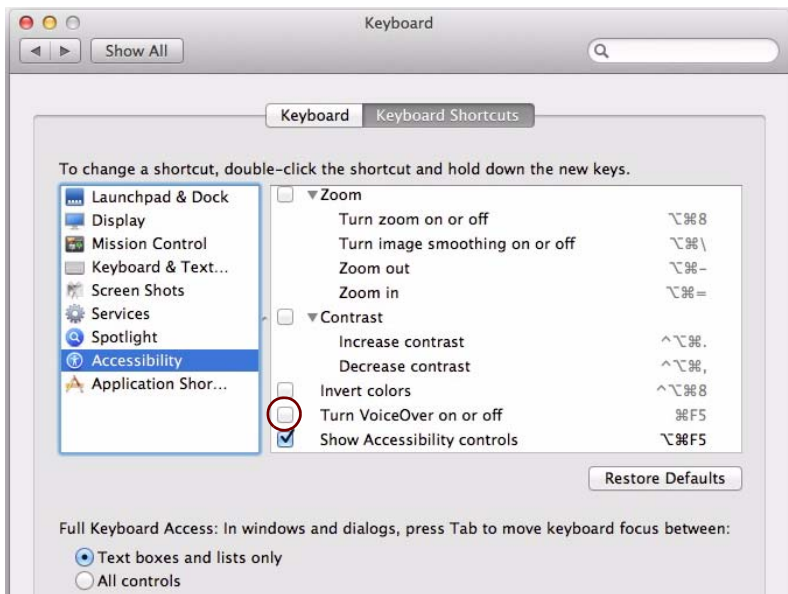 Keyboard
Show All
Keyboard
Keyboard Shortcuts
To change a shortcut, double-click the shortcut and hold down the new keys.
Launchpad & Dock
Display
Mission Control
Keyboard & Text...
Screen Shots
Services
Spotlight
Accessibility
Application Shor...
▼Zoom
Turn zoom on or off ⌥⌘8
Turn image smoothing on or off ⌥⌘\
Zoom out ⌥⌘-
Zoom in ⌥⌘=
▼Contrast
Increase contrast ^⌥⌘.
Decrease contrast ^⌥⌘,
Invert colors ^⌥⌘8
Turn VoiceOver on or off ⌘F5
Show Accessibility controls ⌥⌘F5
Restore Defaults
Full Keyboard Access: In windows and dialogs, press Tab to move keyboard focus between:
Text boxes and lists only
All controls